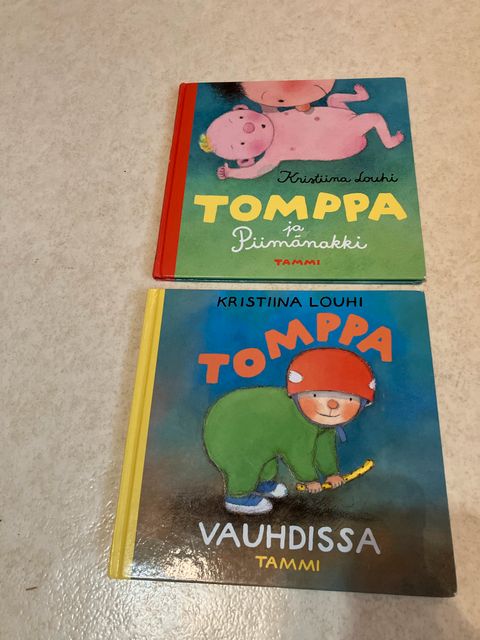 Kristiina Louhi
TOMPPA
ja
Piimänakki
TAMMI
KRISTIINA LOUHI
TOMPPA
VAUHDISSA
TAMMI